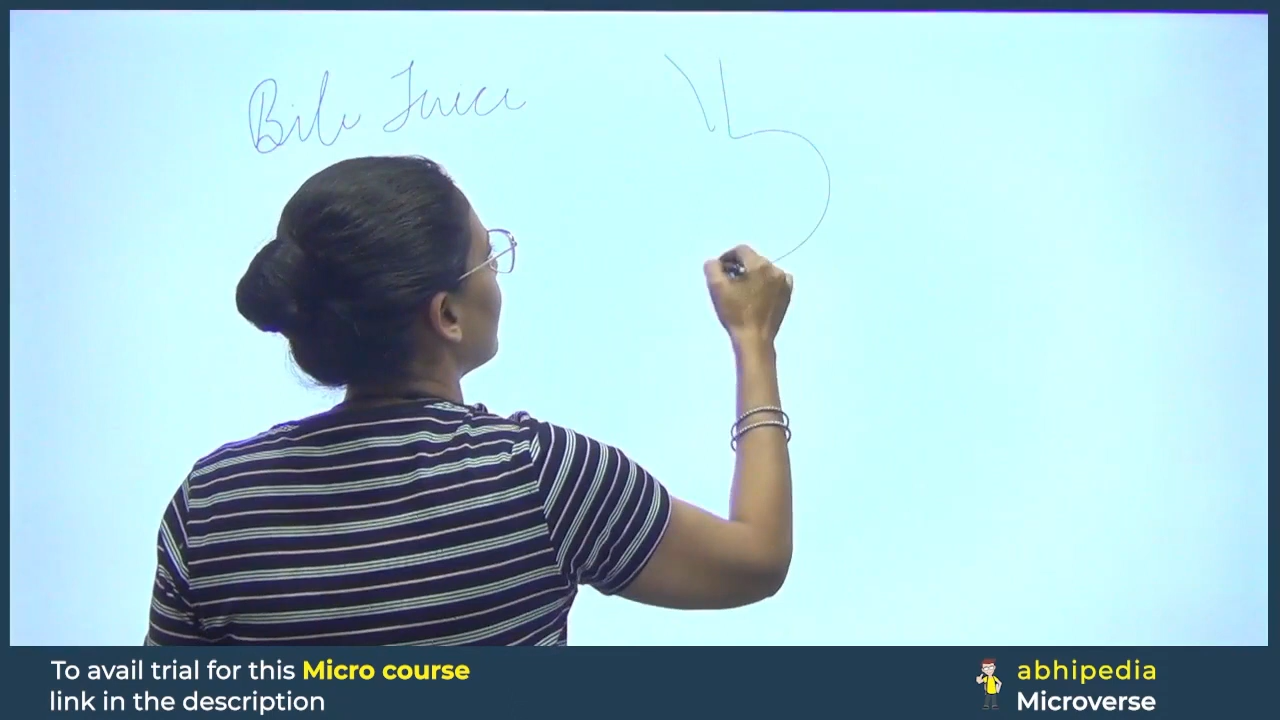 Bile Juice
To avail trial for this Micro course
link in the description
abhipedia
Microverse